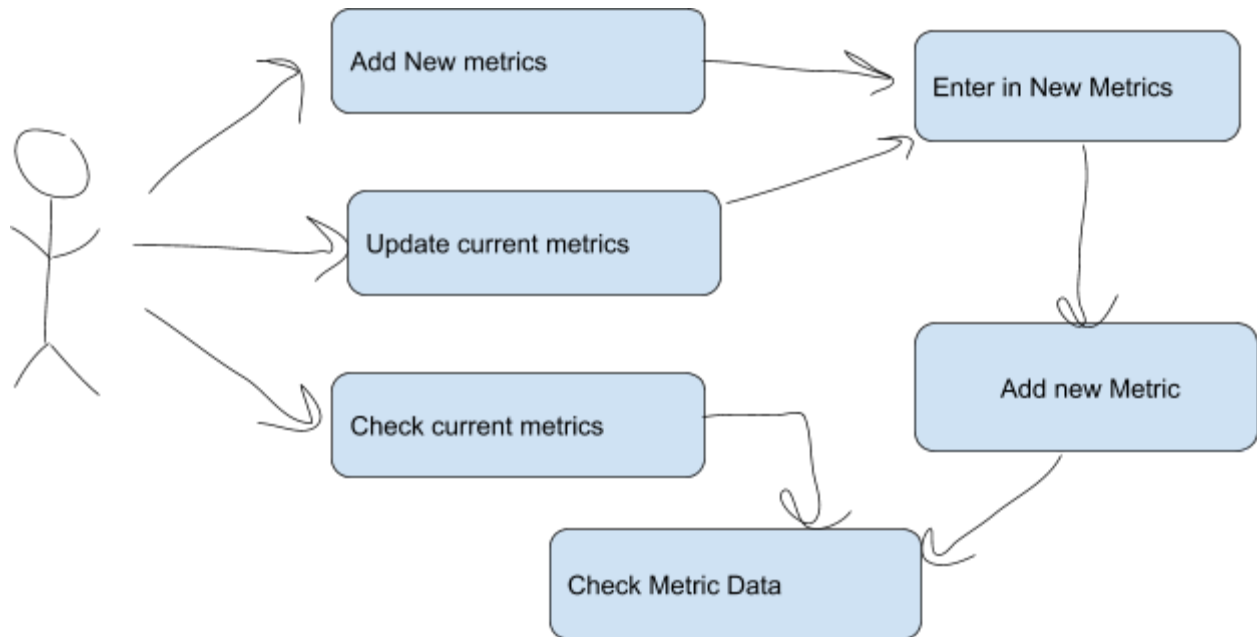 Add New metrics
Enter in New Metrics
Update current metrics
Add new Metric
Check current metrics
Check Metric Data